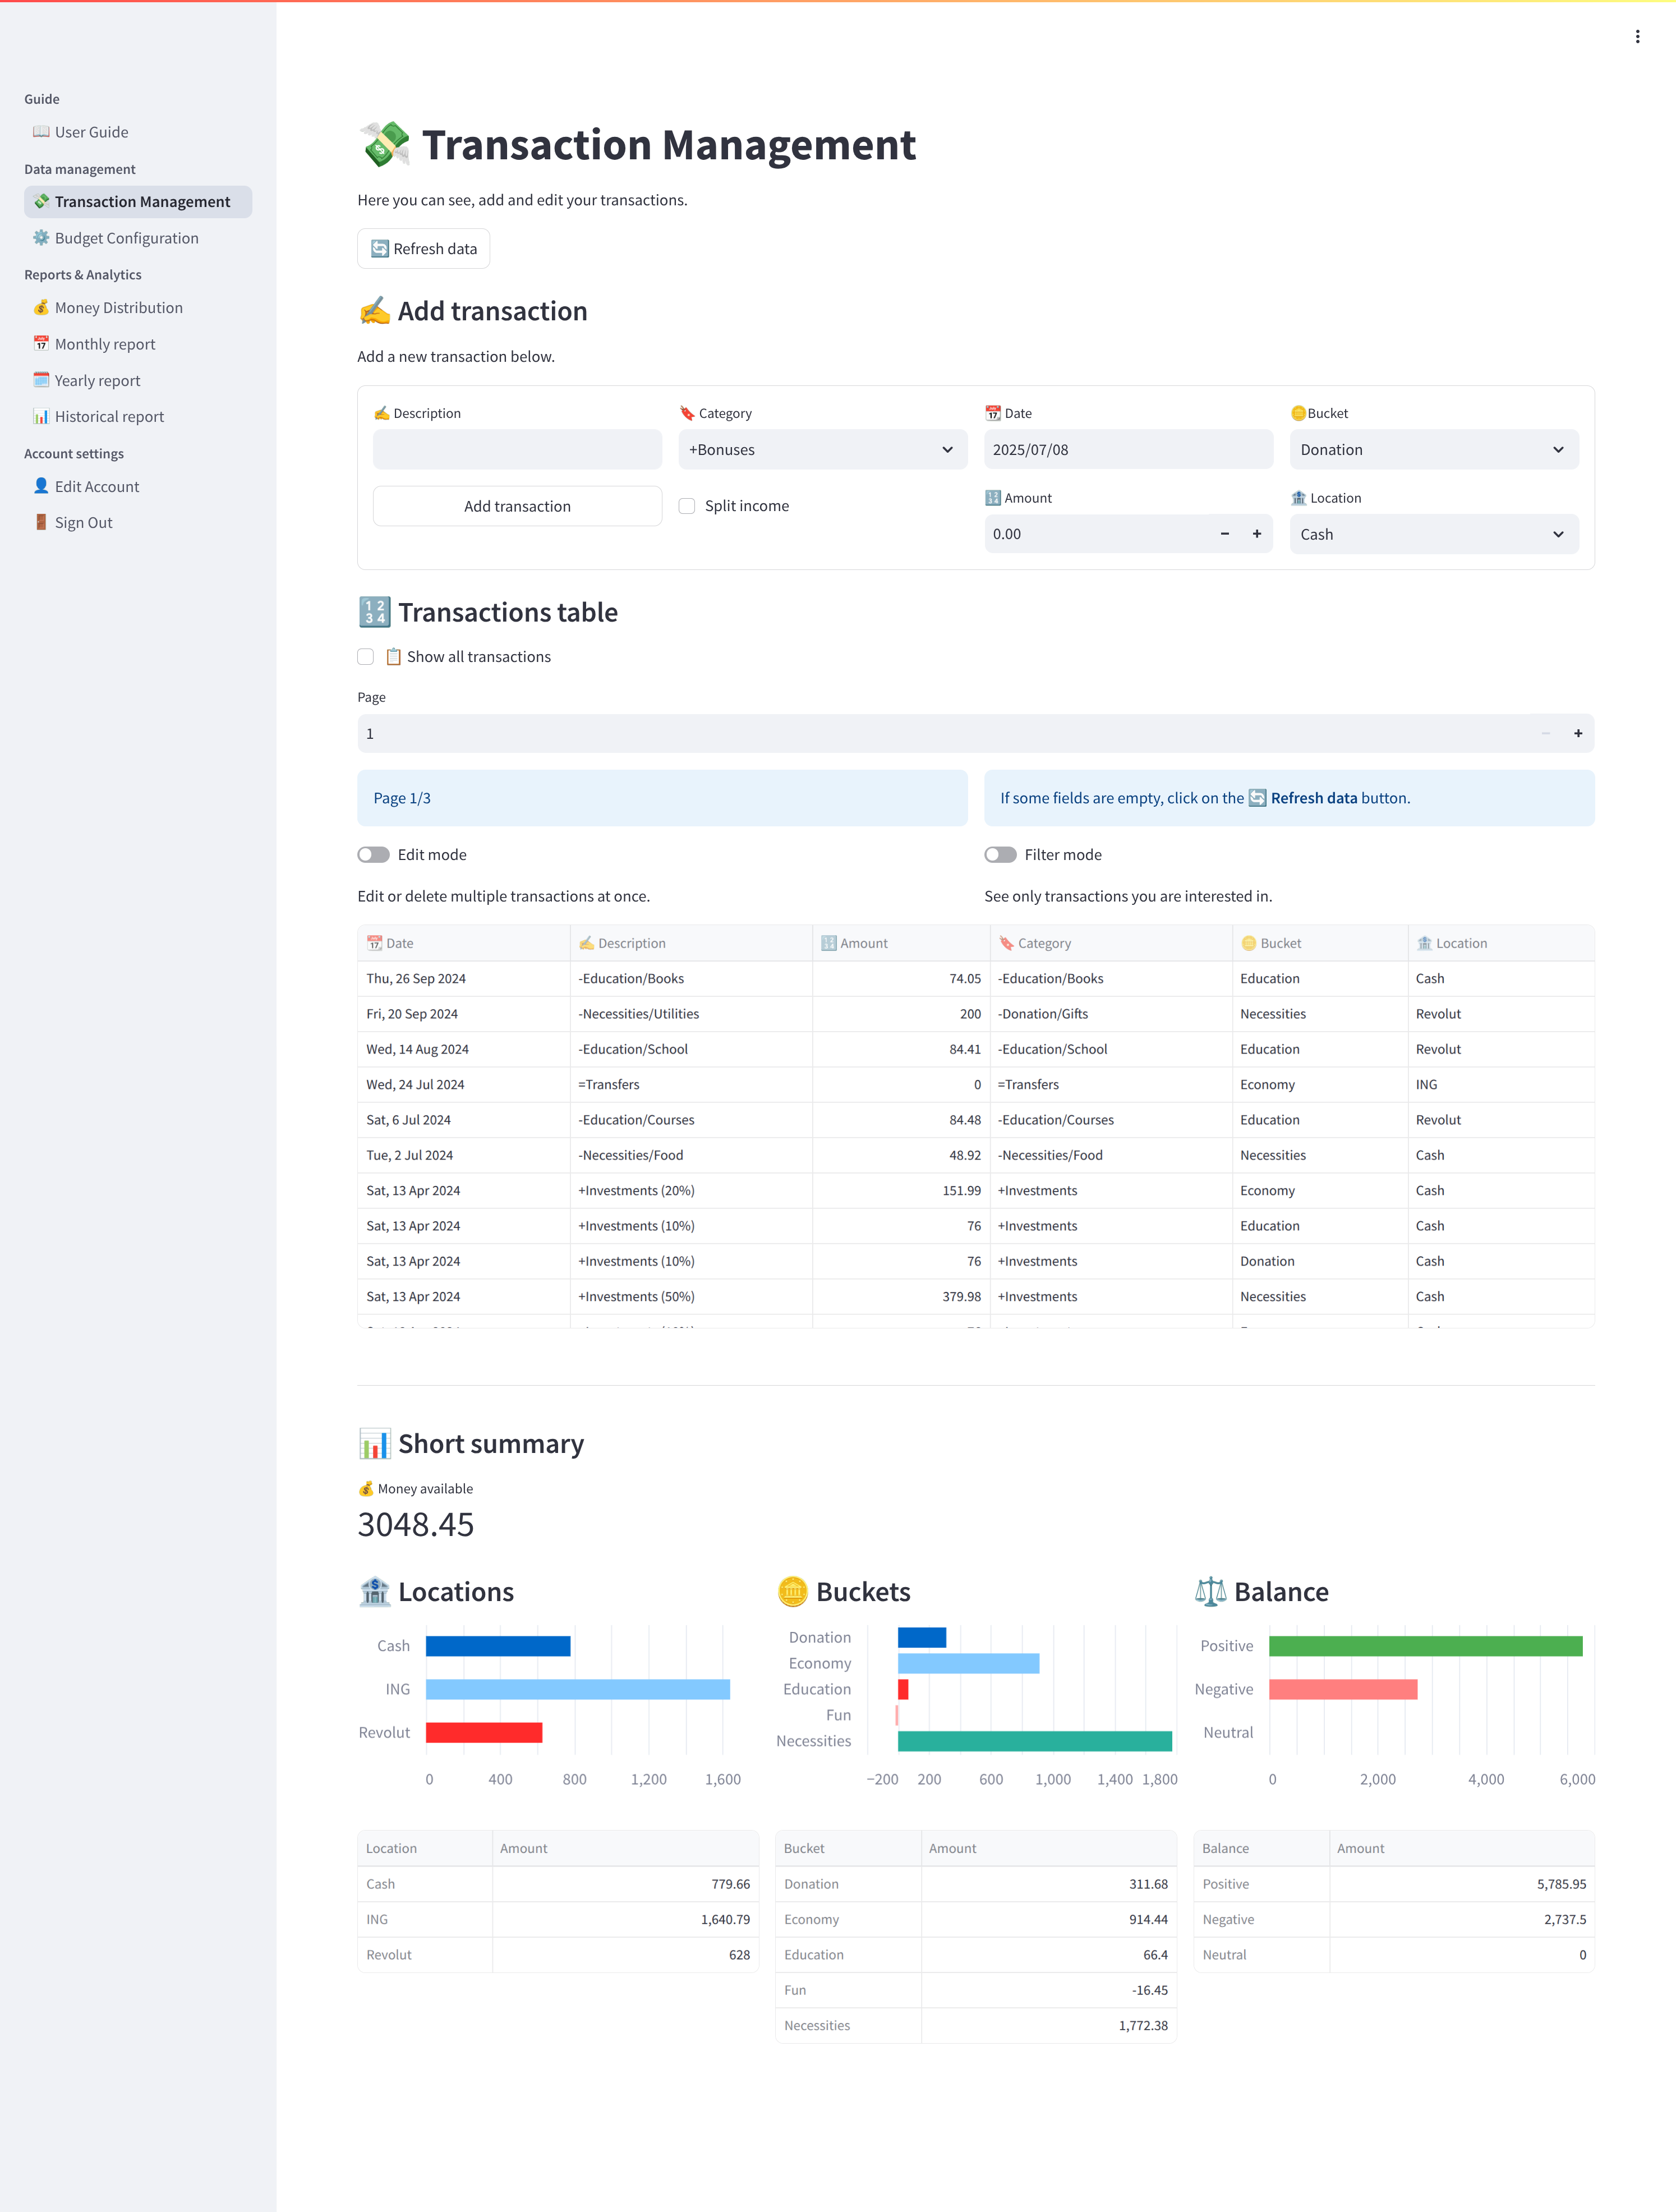 Guide
📖 User Guide
Data management
💸 Transaction Management
⚙️ Budget Configuration
Reports & Analytics
💰 Money Distribution
📅 Monthly report
🗓️ Yearly report
📊 Historical report
Account settings
👤 Edit Account
🚪 Sign Out
💸 Transaction Management
Here you can see, add and edit your transactions.
🔄 Refresh data
✍️ Add transaction
Add a new transaction below.
✍️ Description 🔖 Category 📆 Date 🪙Bucket
+Bonuses 2025/07/08 Donation
Add transaction Split income 🔢 Amount 🏦 Location
0.00 − + Cash
🔢 Transactions table
📋 Show all transactions
Page
1 − +
Page 1/3 If some fields are empty, click on the 🔄 Refresh data button.
Edit mode Filter mode
Edit or delete multiple transactions at once. See only transactions you are interested in.
📆 Date ✍️ Description 🔢 Amount 🔖 Category 🪙 Bucket 🏦 Location
Thu, 26 Sep 2024 -Education/Books 74.05 -Education/Books Education Cash
Fri, 20 Sep 2024 -Necessities/Utilities 200 -Donation/Gifts Necessities Revolut
Wed, 14 Aug 2024 -Education/School 84.41 -Education/School Education Revolut
Wed, 24 Jul 2024 =Transfers 0 =Transfers Economy ING
Sat, 6 Jul 2024 -Education/Courses 84.48 -Education/Courses Education Revolut
Tue, 2 Jul 2024 -Necessities/Food 48.92 -Necessities/Food Necessities Cash
Sat, 13 Apr 2024 +Investments (20%) 151.99 +Investments Economy Cash
Sat, 13 Apr 2024 +Investments (10%) 76 +Investments Education Cash
Sat, 13 Apr 2024 +Investments (10%) 76 +Investments Donation Cash
Sat, 13 Apr 2024 +Investments (50%) 379.98 +Investments Necessities Cash
📊 Short summary
💰 Money available
3048.45
🏦 Locations
Cash
ING
Revolut
0 400 800 1,200 1,600
🪙 Buckets
Donation
Economy
Education
Fun
Necessities
−200 200 600 1,000 1,400 1,800
⚖️ Balance
Positive
Negative
Neutral
0 2,000 4,000 6,000
Location Amount
Cash 779.66
ING 1,640.79
Revolut 628
Bucket Amount
Donation 311.68
Economy 914.44
Education 66.4
Fun -16.45
Necessities 1,772.38
Balance Amount
Positive 5,785.95
Negative 2,737.5
Neutral 0